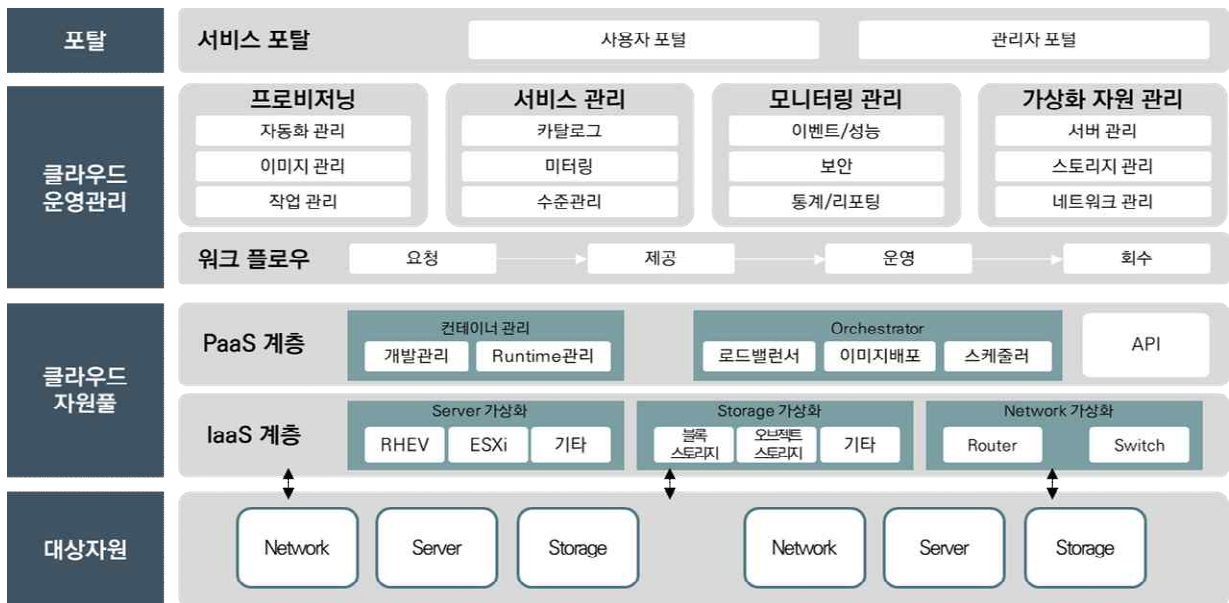 포탈
서비스 포탈
사용자 포털
관리자 포털
클라우드
운영관리
프로비저닝
자동화 관리
이미지 관리
작업 관리
서비스 관리
카탈로그
미터링
수준관리
모니터링 관리
이벤트/성능
보안
통계/리포팅
가상화 자원 관리
서버 관리
스토리지 관리
네트워크 관리
워크 플로우
요청
제공
운영
회수
클라우드
자원풀
PaaS 계층
컨테이너 관리
개발관리
Runtime관리
Orchestrator
로드밸런서
이미지배포
스케줄러
API
IaaS 계층
Server 가상화
RHEV
ESXi
기타
Storage 가상화
블록
스토리지
오브젝트
스토리지
기타
Network 가상화
Router
Switch
대상자원
Network
Server
Storage
Network
Server
Storage